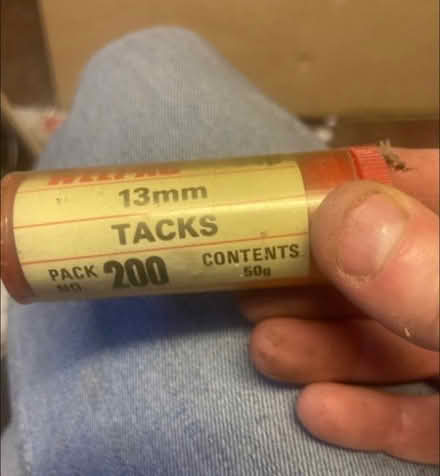 13mm
TACKS
PACK NO. 200
CONTENTS 50g